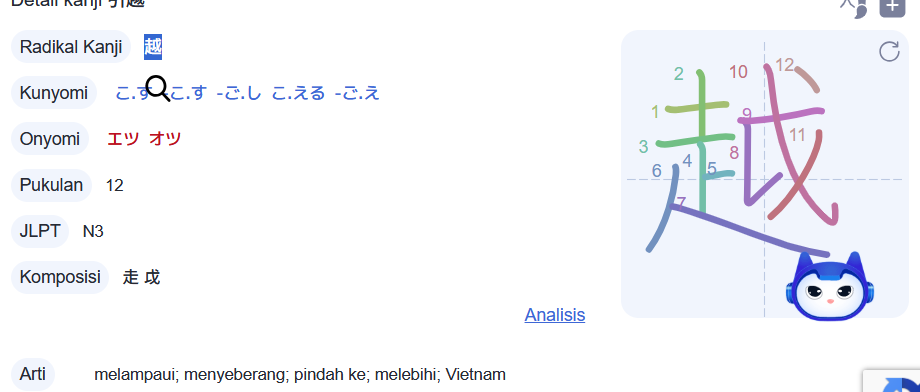 Detail kanji 引越
Radikal Kanji 越
Kunyomi こ.す -こ.す -ご.し こ.える -ご.え
Onyomi エツ オツ
Pukulan 12
JLPT N3
Komposisi 走 戉
Analisis
Arti melampaui; menyeberang; pindah ke; melebihi; Vietnam
1
2
3
4
5
6
7
8
9
10
11
12